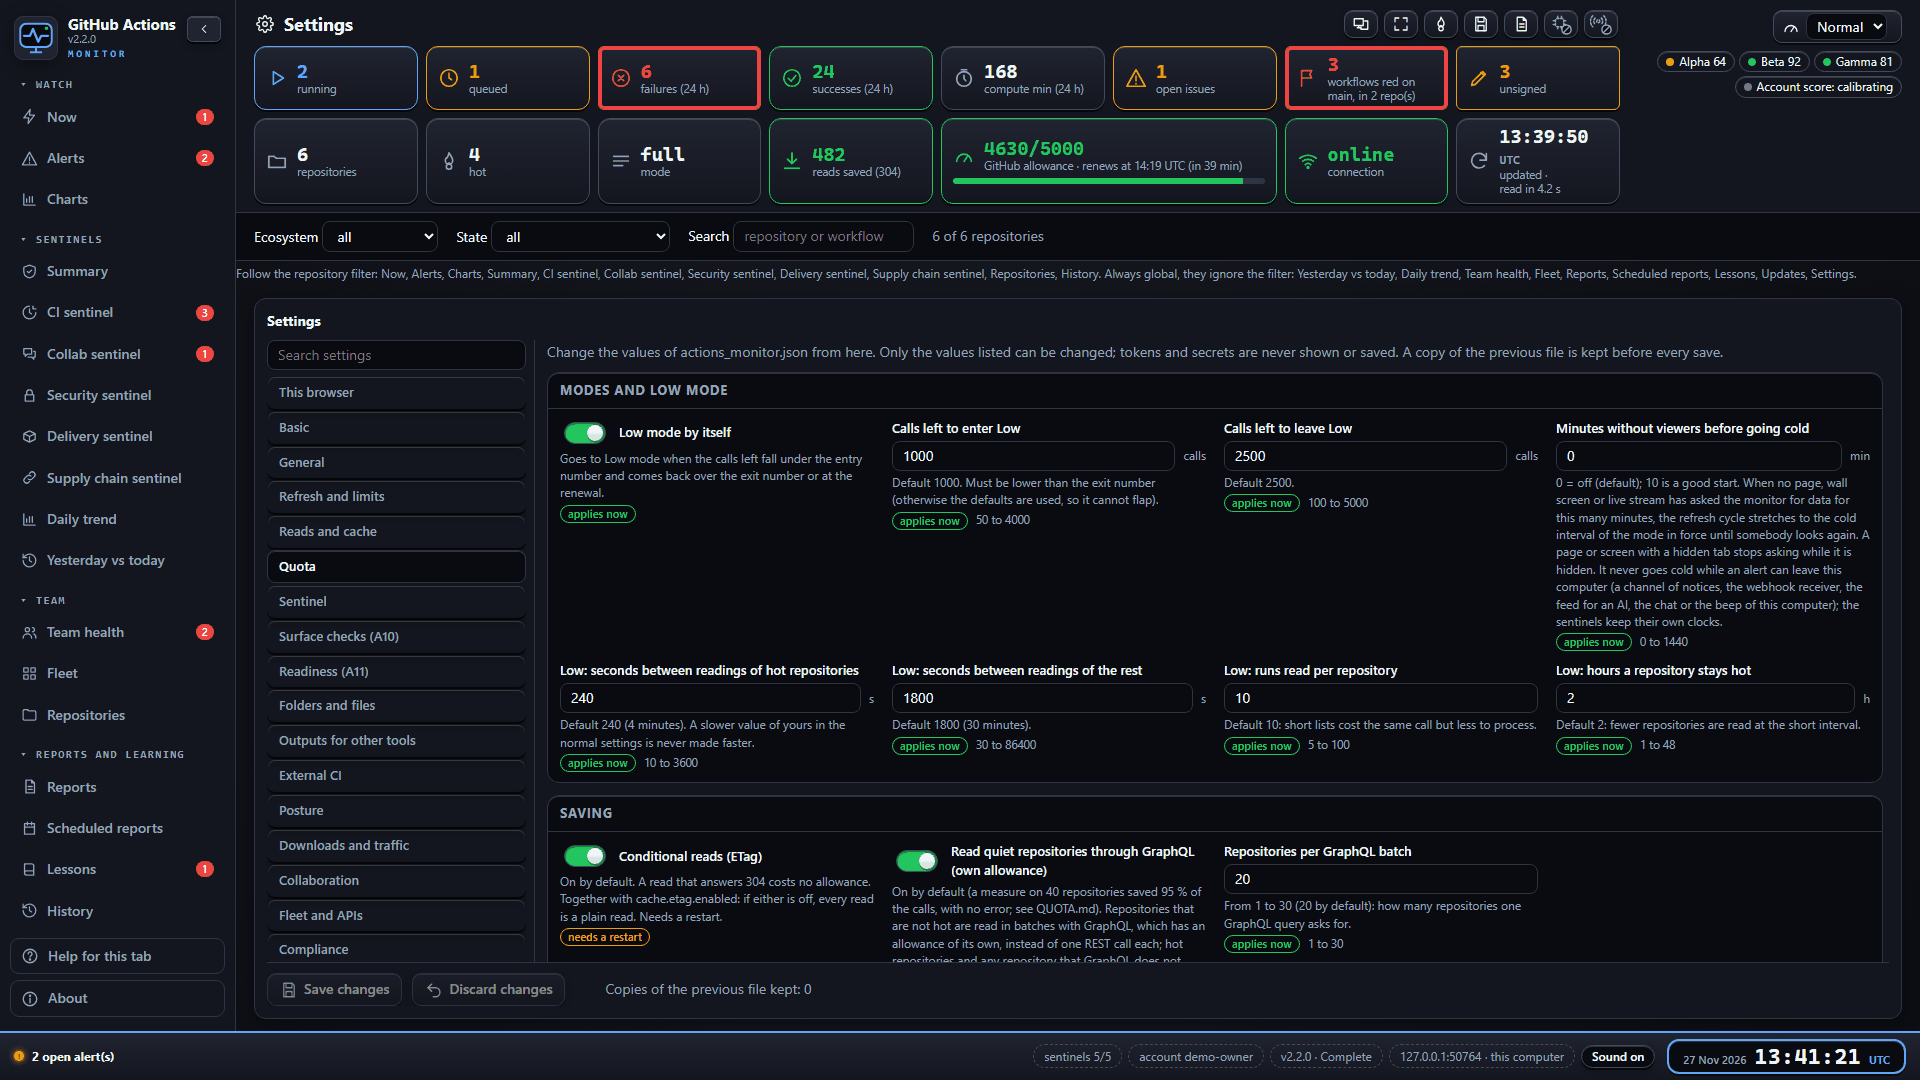 GitHub Actions
v2.2.0
MONITOR
WATCH
Now 1
Alerts 2
Charts
SENTINELS
Summary
CI sentinel 3
Collab sentinel 1
Security sentinel
Delivery sentinel
Supply chain sentinel
Daily trend
Yesterday vs today
TEAM
Team health 2
Fleet
Repositories
REPORTS AND LEARNING
Reports
Scheduled reports
Lessons 1
History
Help for this tab
About
Settings
Normal
Alpha 64
Beta 92
Gamma 81
Account score: calibrating
2
running
1
queued
6
failures (24 h)
24
successes (24 h)
168
compute min (24 h)
1
open issues
3
workflows red on
main, in 2 repo(s)
3
unsigned
6
repositories
4
hot
full
mode
482
reads saved (304)
4630/5000
GitHub allowance · renews at 14:19 UTC (in 39 min)
online
connection
13:39:50
UTC
updated ·
read in 4.2 s
Ecosystem all State all Search repository or workflow 6 of 6 repositories
Follow the repository filter: Now, Alerts, Charts, Summary, CI sentinel, Collab sentinel, Security sentinel, Delivery sentinel, Supply chain sentinel, Repositories, History. Always global, they ignore the filter: Yesterday vs today, Daily trend, Team health, Fleet, Reports, Scheduled reports, Lessons, Updates, Settings.
Settings
Search settings
This browser
Basic
General
Refresh and limits
Reads and cache
Quota
Sentinel
Surface checks (A10)
Readiness (A11)
Folders and files
Outputs for other tools
External CI
Posture
Downloads and traffic
Collaboration
Fleet and APIs
Compliance
Change the values of actions_monitor.json from here. Only the values listed can be changed; tokens and secrets are never shown or saved. A copy of the previous file is kept before every save.
MODES AND LOW MODE
Low mode by itself
Goes to Low mode when the calls left fall under the entry
number and comes back over the exit number or at the
renewal.
applies now
Calls left to enter Low
1000 calls
Default 1000. Must be lower than the exit number
(otherwise the defaults are used, so it cannot flap).
applies now 50 to 4000
Calls left to leave Low
2500 calls
Default 2500.
applies now 100 to 5000
Minutes without viewers before going cold
0 min
0 = off (default); 10 is a good start. When no page, wall
screen or live stream has asked the monitor for data for
this many minutes, the refresh cycle stretches to the cold
interval of the mode in force until somebody looks again. A
page or screen with a hidden tab stops asking while it is
hidden. It never goes cold while an alert can leave this
computer (a channel of notices, the webhook receiver, the
feed for an AI, the chat or the beep of this computer); the
sentinels keep their own clocks.
applies now 0 to 1440
Low: seconds between readings of hot repositories
240 s
Default 240 (4 minutes). A slower value of yours in the
normal settings is never made faster.
applies now 10 to 3600
Low: seconds between readings of the rest
1800 s
Default 1800 (30 minutes).
applies now 30 to 86400
Low: runs read per repository
10
Default 10: short lists cost the same call but less to process.
applies now 5 to 100
Low: hours a repository stays hot
2 h
Default 2: fewer repositories are read at the short interval.
applies now 1 to 48
SAVING
Conditional reads (ETag)
On by default. A read that answers 304 costs no allowance.
Together with cache.etag.enabled: if either is off, every read
is a plain read. Needs a restart.
needs a restart
Read quiet repositories through GraphQL
(own allowance)
On by default (a measure on 40 repositories saved 95 % of
the calls, with no error; see QUOTA.md). Repositories that
are not hot are read in batches with GraphQL, which has an
allowance of its own, instead of one REST call each; hot
repositories and any repository that GraphQL does not
Repositories per GraphQL batch
20
From 1 to 30 (20 by default): how many repositories one
GraphQL query asks for.
applies now 1 to 30
Save changes
Discard changes
Copies of the previous file kept: 0
2 open alert(s)
sentinels 5/5
account demo-owner
v2.2.0 · Complete
127.0.0.1:50764 · this computer
Sound on
27 Nov 2026 13:41:21 UTC